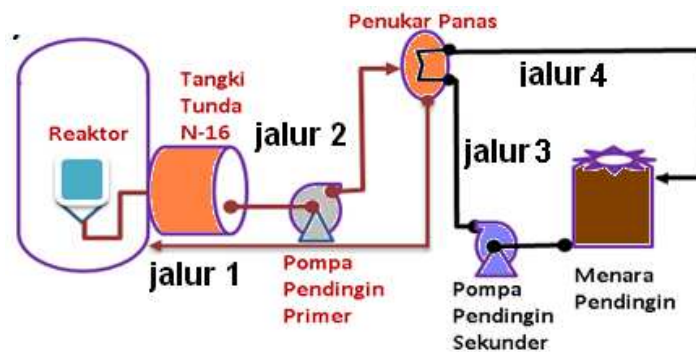 Penukar Panas
Tangki
Tunda
N-16
Reaktor
jalur 1
jalur 2
jalur 3
jalur 4
Pompa
Pendingin
Primer
Pompa
Pendingin
Sekunder
Menara
Pendingin